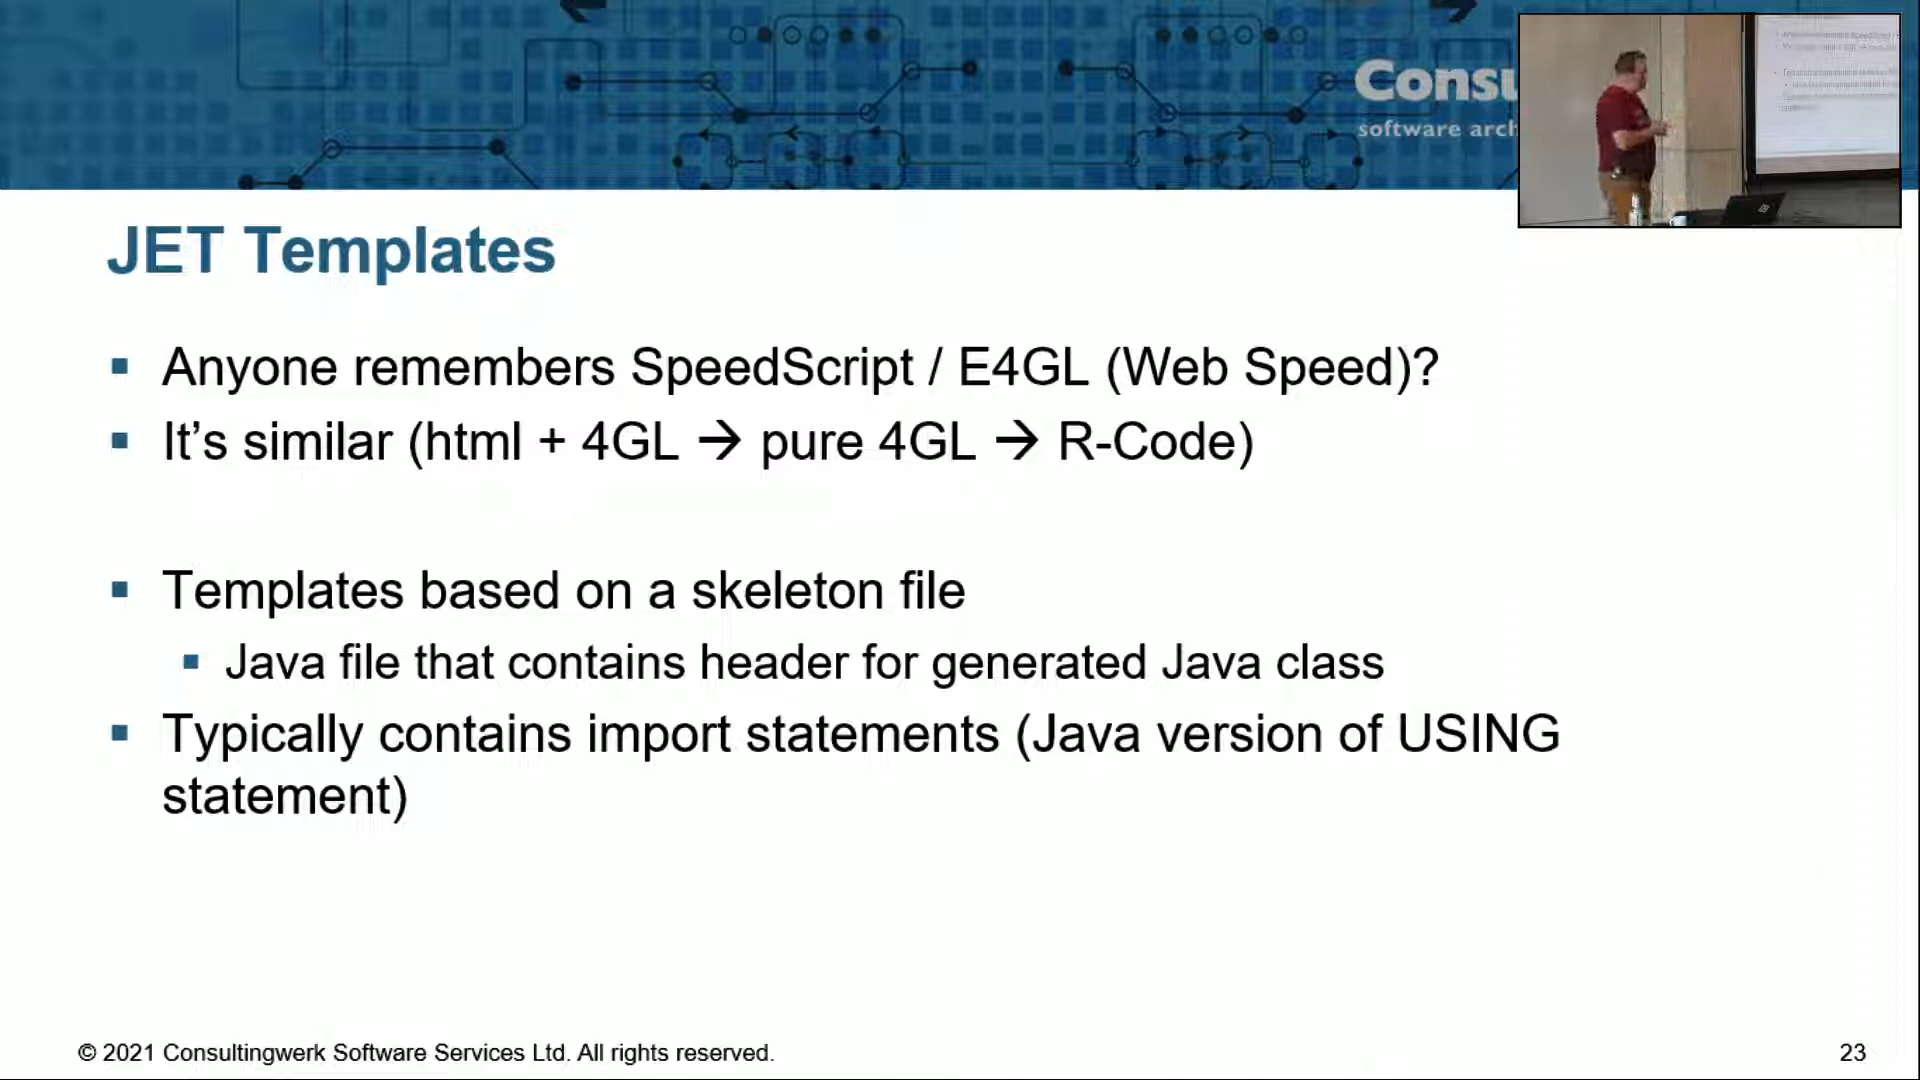 Consu
software arch
JET Templates
▪ Anyone remembers SpeedScript / E4GL (Web Speed)?
▪ It’s similar (html + 4GL → pure 4GL → R-Code)
▪ Templates based on a skeleton file
▪ Java file that contains header for generated Java class
▪ Typically contains import statements (Java version of USING
statement)
© 2021 Consultingwerk Software Services Ltd. All rights reserved.
23